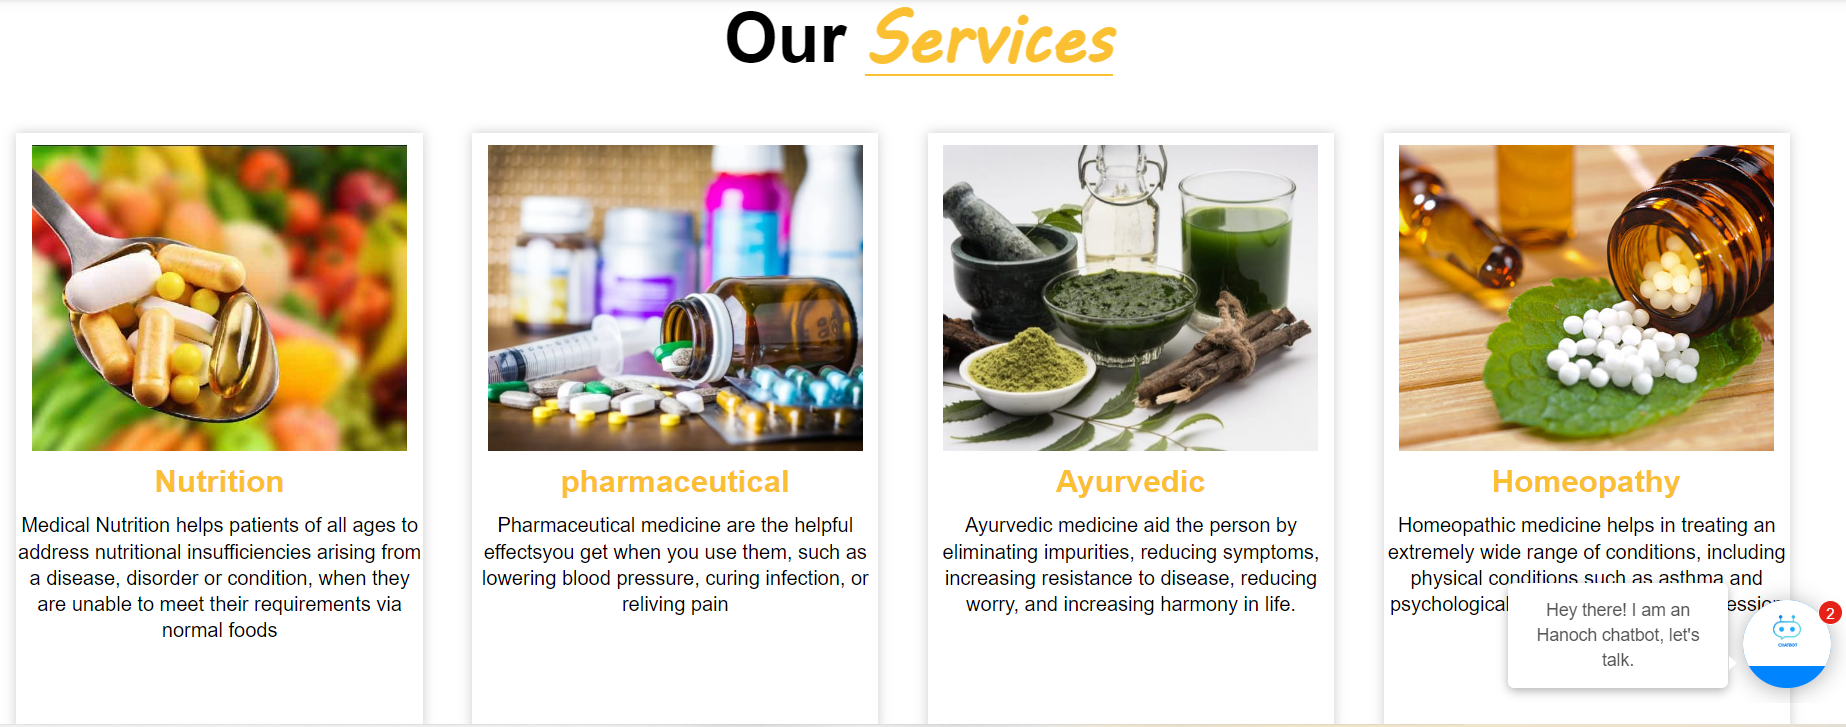 Our Services
Nutrition
Medical Nutrition helps patients of all ages to
address nutritional insufficiencies arising from
a disease, disorder or condition, when they
are unable to meet their requirements via
normal foods
pharmaceutical
Pharmaceutical medicine are the helpful
effectsyou get when you use them, such as
lowering blood pressure, curing infection, or
reliving pain
Ayurvedic
Ayurvedic medicine aid the person by
eliminating impurities, reducing symptoms,
increasing resistance to disease, reducing
worry, and increasing harmony in life.
Homeopathy
Homeopathic medicine helps in treating an
extremely wide range of conditions, including
physical conditions such as asthma and
psychological
Hey there! I am an
Hanoch chatbot, let's
talk.
CHATBOT
2